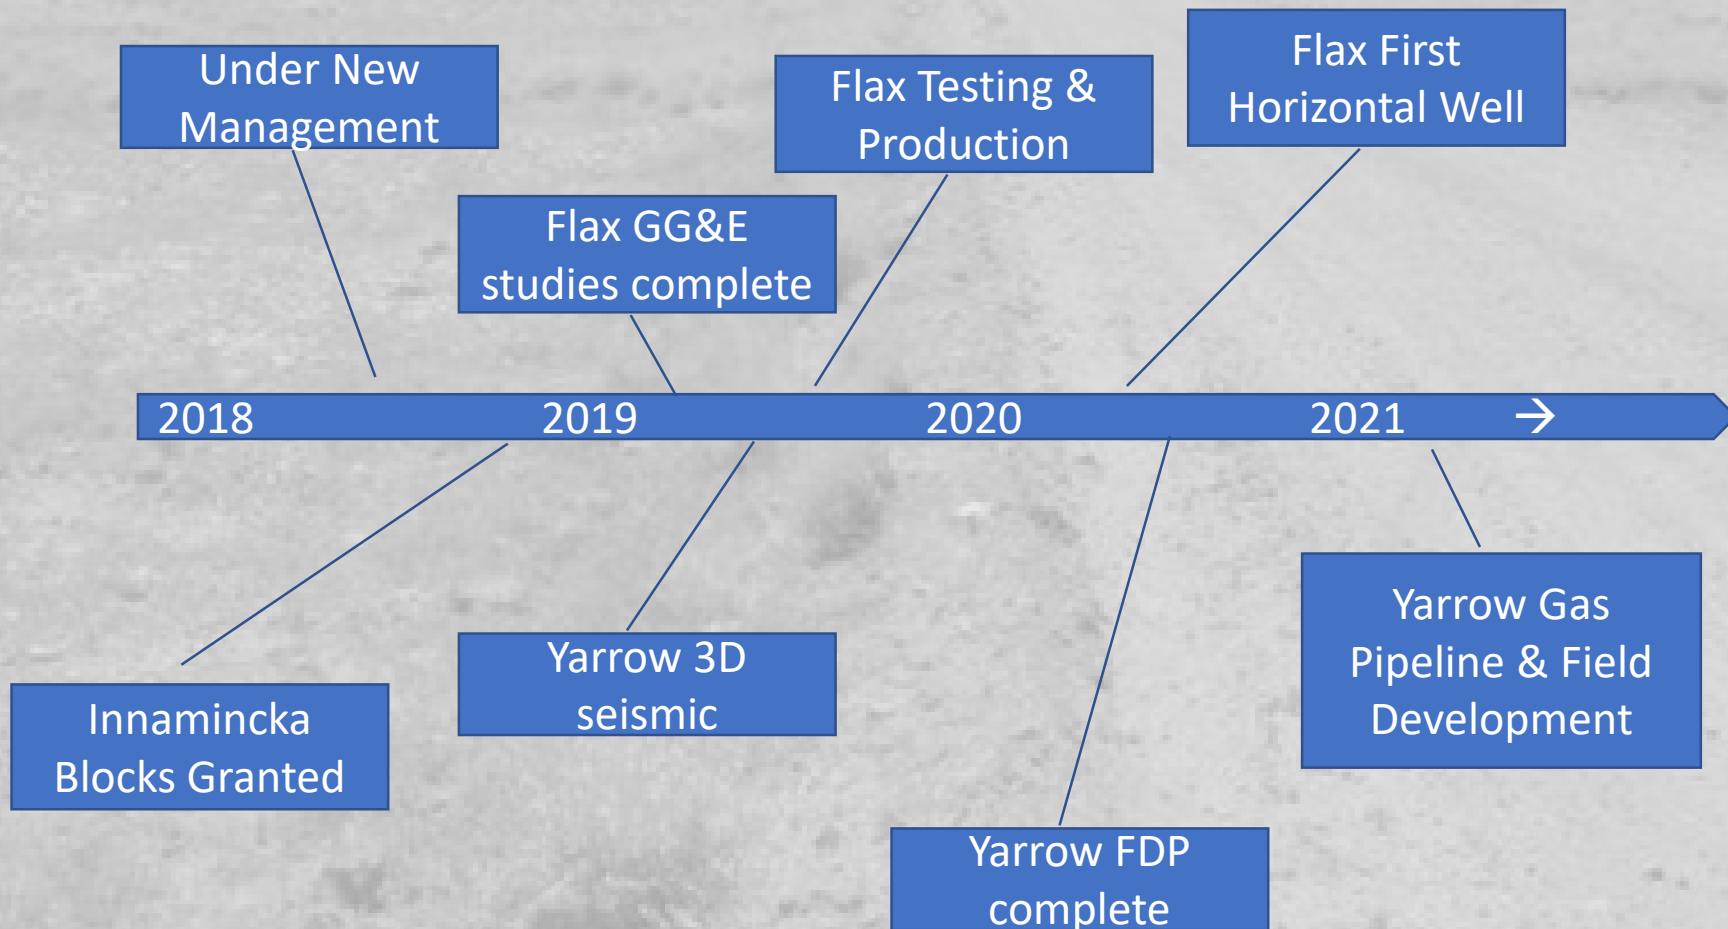 Under New
Management
Flax GG&E
studies complete
Flax Testing &
Production
Flax First
Horizontal Well
2018 2019 2020 2021 →
Innamincka
Blocks Granted
Yarrow 3D
seismic
Yarrow FDP
complete
Yarrow Gas
Pipeline & Field
Development